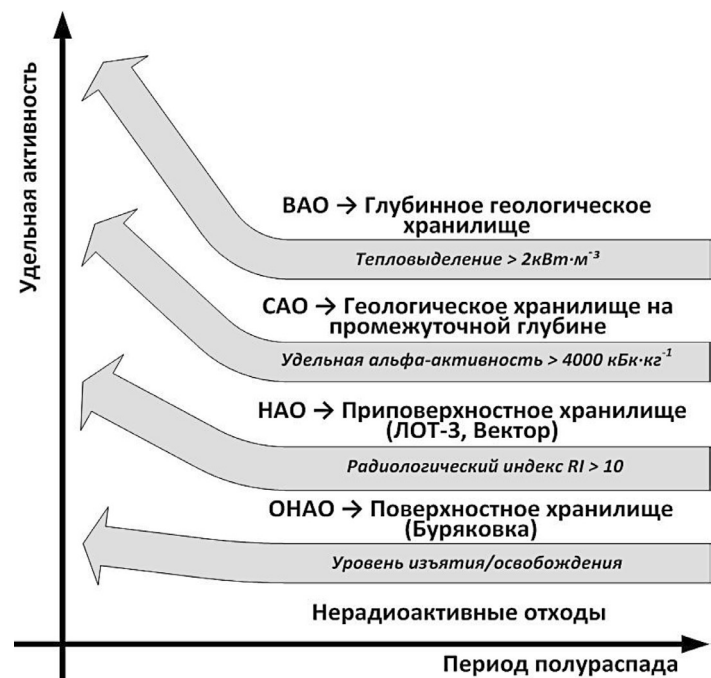 Удельная активность
ВАО → Глубинное геологическое
хранилище
Тепловыделение > 2кВт·м⁻³
САО → Геологическое хранилище на
промежуточной глубине
Удельная альфа-активность > 4000 кБк·кг⁻¹
НАО → Приповерхностное хранилище
(ЛОТ-3, Вектор)
Радиологический индекс RI > 10
ОНАО → Поверхностное хранилище
(Буряковка)
Уровень изъятия/освобождения
Нерадиоактивные отходы
Период полураспада